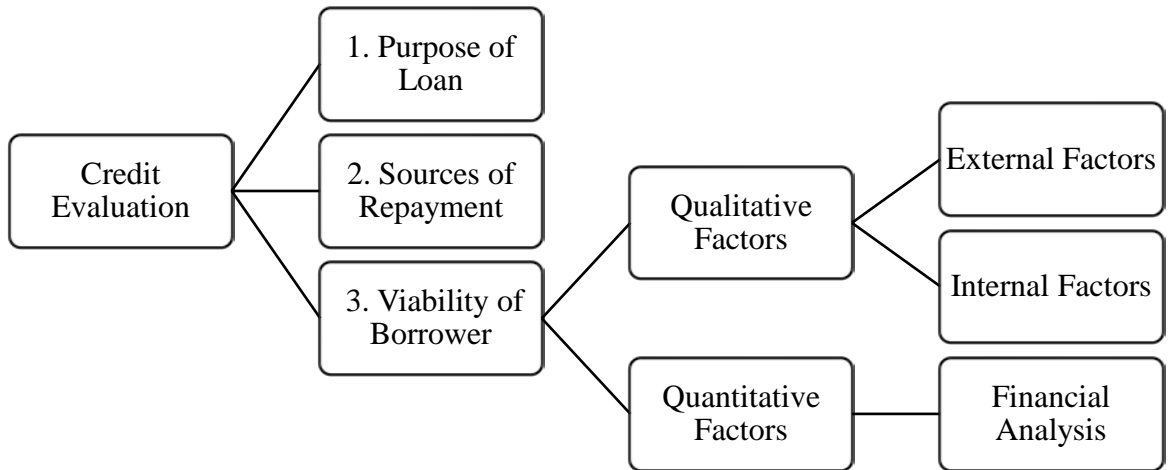 Credit
Evaluation
1. Purpose of
Loan
2. Sources of
Repayment
3. Viability of
Borrower
Qualitative
Factors
Quantitative
Factors
External Factors
Internal Factors
Financial
Analysis